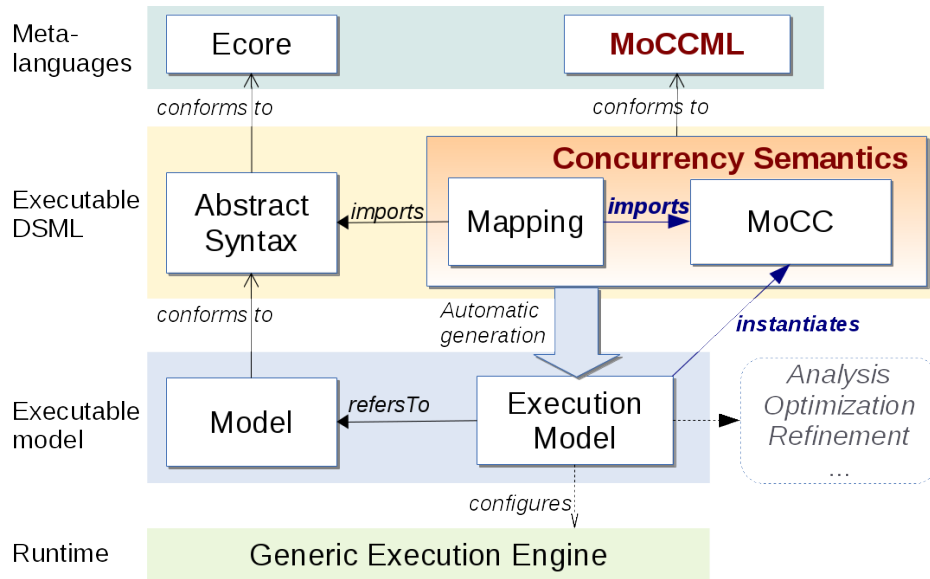 Meta-
languages
Ecore
MoCCML
conforms to
conforms to
Concurrency Semantics
Executable
DSML
Abstract
Syntax
imports
Mapping
imports
MoCC
conforms to
Automatic
generation
instantiates
Executable
model
Model
refersTo
Execution
Model
Analysis
Optimization
Refinement
...
configures
Runtime
Generic Execution Engine